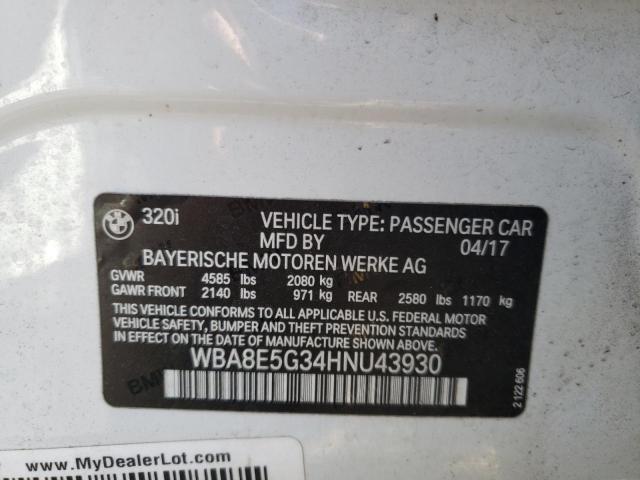 320i VEHICLE TYPE: PASSENGER CAR
MFD BY 04/17
BAYERISCHE MOTOREN WERKE AG
GVWR 4585 lbs 2080 kg
GAWR FRONT 2140 lbs 971 kg REAR 2580 lbs 1170 kg
THIS VEHICLE CONFORMS TO ALL APPLICABLE U.S. FEDERAL MOTOR
VEHICLE SAFETY, BUMPER AND THEFT PREVENTION STANDARDS
IN EFFECT ON THE DATE OF MANUFACTURE SHOWN ABOVE.
WBA8E5G34HNU43930
2 122 606
www.MyDealerLot.com